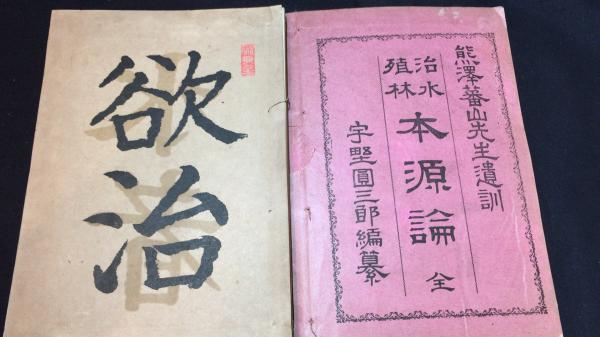 欲治
熊澤蕃山先生遺訓
治水
殖林
本源論 全
宇野圓三郎編纂